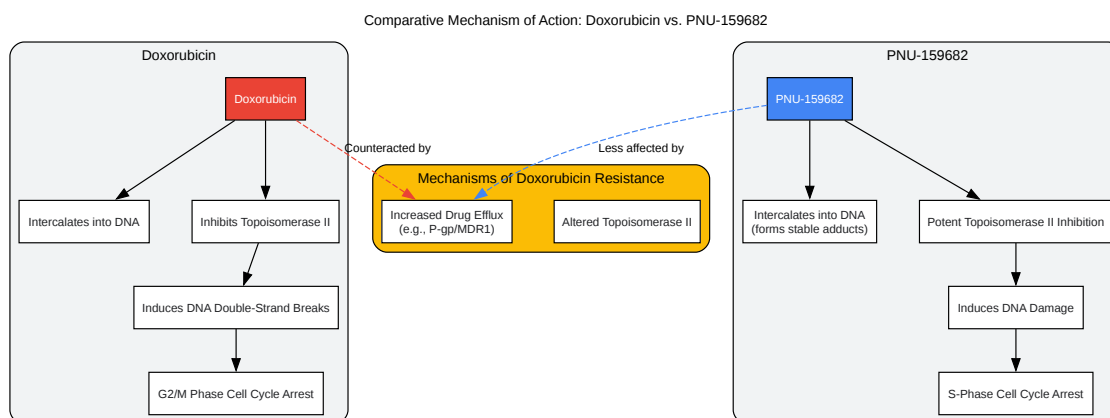 Comparative Mechanism of Action: Doxorubicin vs. PNU-159682
Doxorubicin
Doxorubicin
Intercalates into DNA
Inhibits Topoisomerase II
Induces DNA Double-Strand Breaks
G2/M Phase Cell Cycle Arrest
Counteracted by
Less affected by
Mechanisms of Doxorubicin Resistance
Increased Drug Efflux
(e.g., P-gp/MDR1)
Altered Topoisomerase II
PNU-159682
PNU-159682
Intercalates into DNA
(forms stable adducts)
Potent Topoisomerase II Inhibition
Induces DNA Damage
S-Phase Cell Cycle Arrest